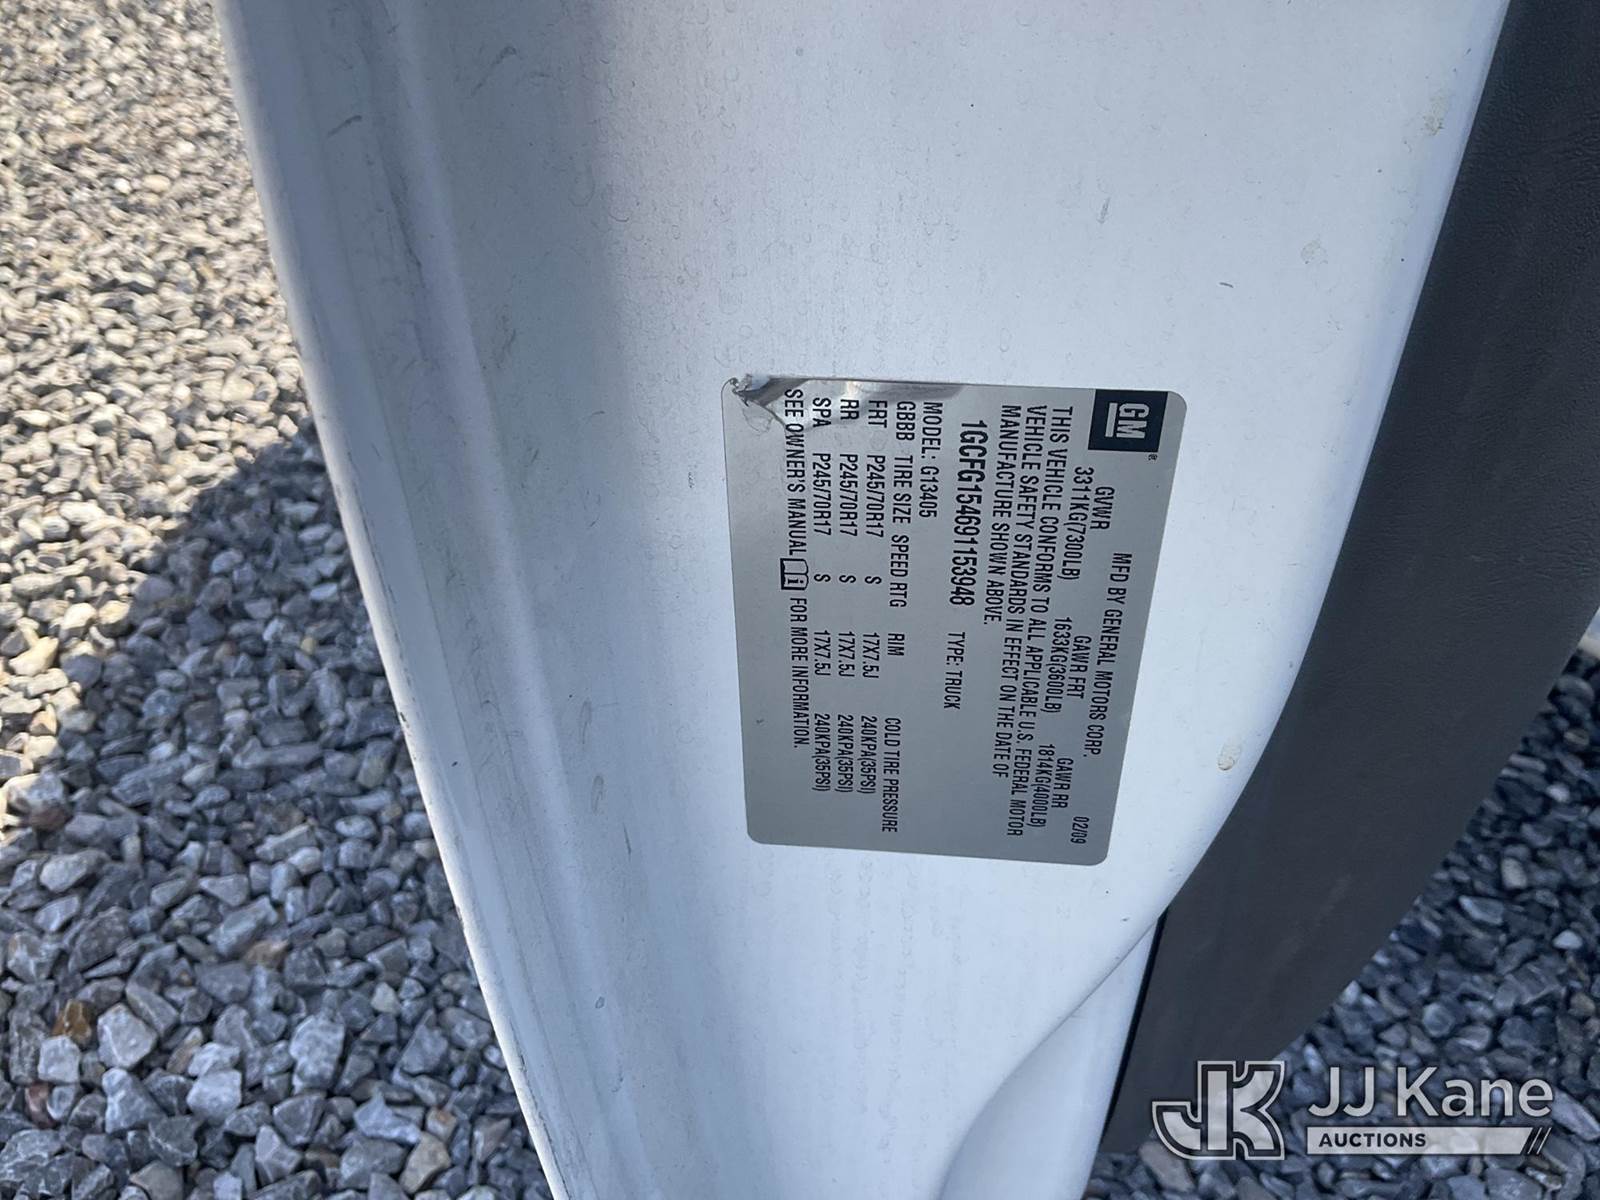 GM
MFD BY GENERAL MOTORS CORP. 02/09
GVWR GAWR FRT GAWR RR
3311KG(7300LB) 1633KG(3600LB) 1814KG(4000LB)
THIS VEHICLE CONFORMS TO ALL APPLICABLE U.S. FEDERAL MOTOR
VEHICLE SAFETY STANDARDS IN EFFECT ON THE DATE OF
MANUFACTURE SHOWN ABOVE.
1GCFG154691153948 TYPE: TRUCK
MODEL: G13405
GBBB TIRE SIZE SPEED RTG RIM COLD TIRE PRESSURE
FRT P245/70R17 S 17X7.5J 240KPA(35PSI)
RR P245/70R17 S 17X7.5J 240KPA(35PSI)
SPA P245/70R17 S 17X7.5J 240KPA(35PSI)
SEE OWNER'S MANUAL FOR MORE INFORMATION.
JK JJ Kane
AUCTIONS